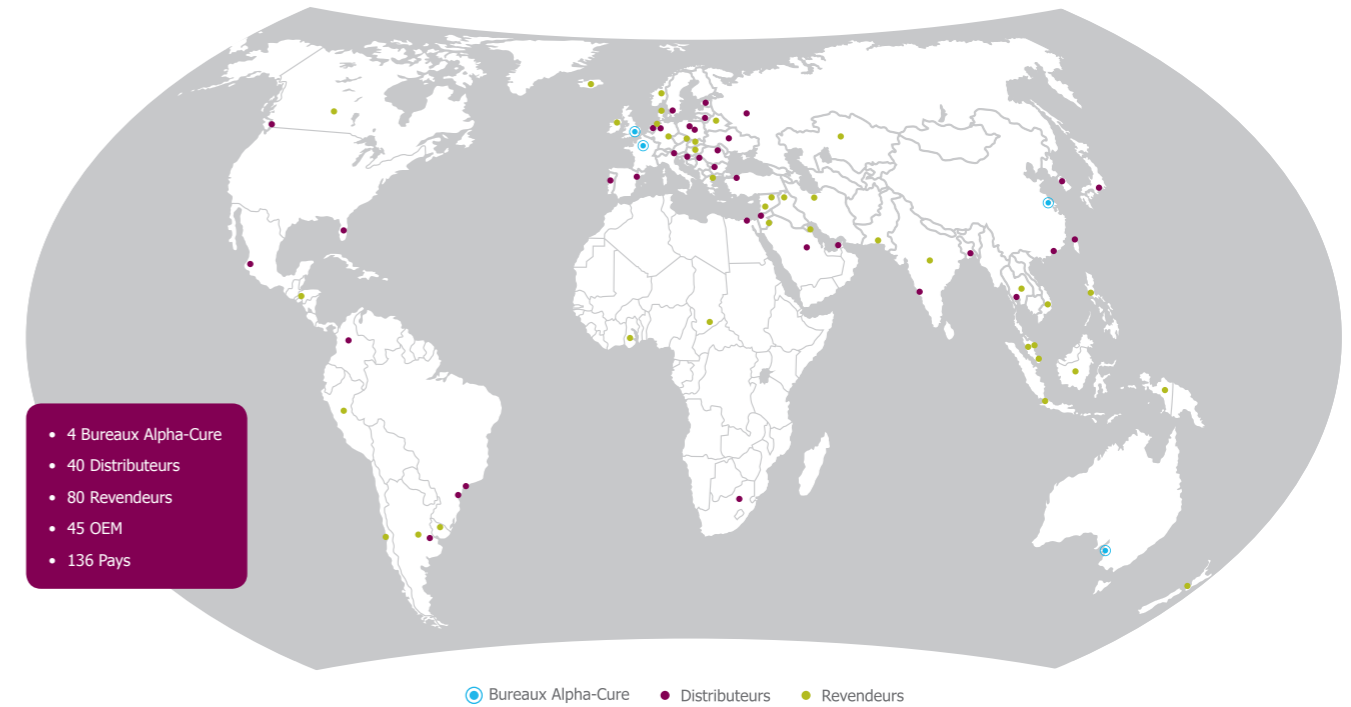 • 4 Bureaux Alpha-Cure
• 40 Distributeurs
• 80 Revendeurs
• 45 OEM
• 136 Pays
Bureaux Alpha-Cure Distributeurs Revendeurs